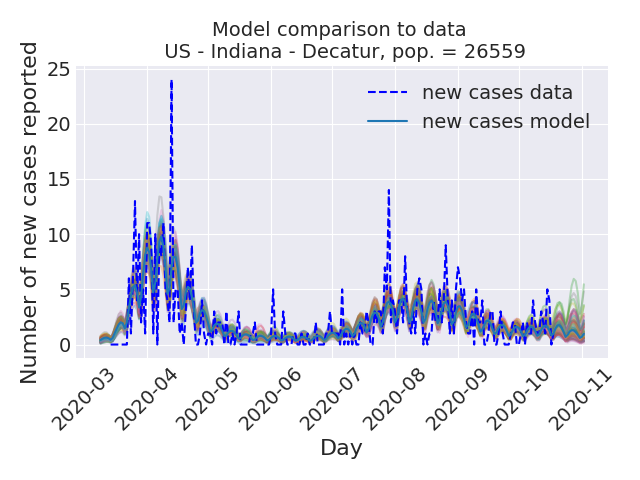 Model comparison to data
US - Indiana - Decatur, pop. = 26559
Number of new cases reported
25
20
15
10
5
0
new cases data
new cases model
2020-03
2020-04
2020-05
2020-06
2020-07
2020-08
2020-09
2020-10
2020-11
Day